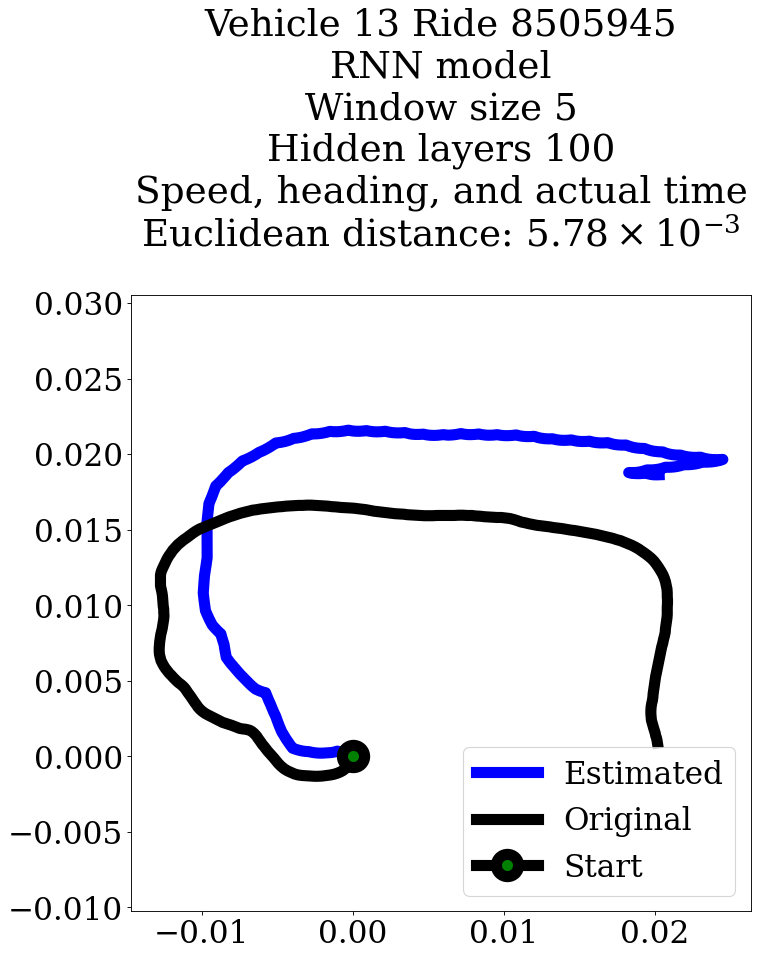 Vehicle 13 Ride 8505945
RNN model
Window size 5
Hidden layers 100
Speed, heading, and actual time
Euclidean distance: 5.78 × 10⁻³
0.030
0.025
0.020
0.015
0.010
0.005
0.000
−0.005
−0.010
−0.01 0.00 0.01 0.02
Estimated
Original
Start